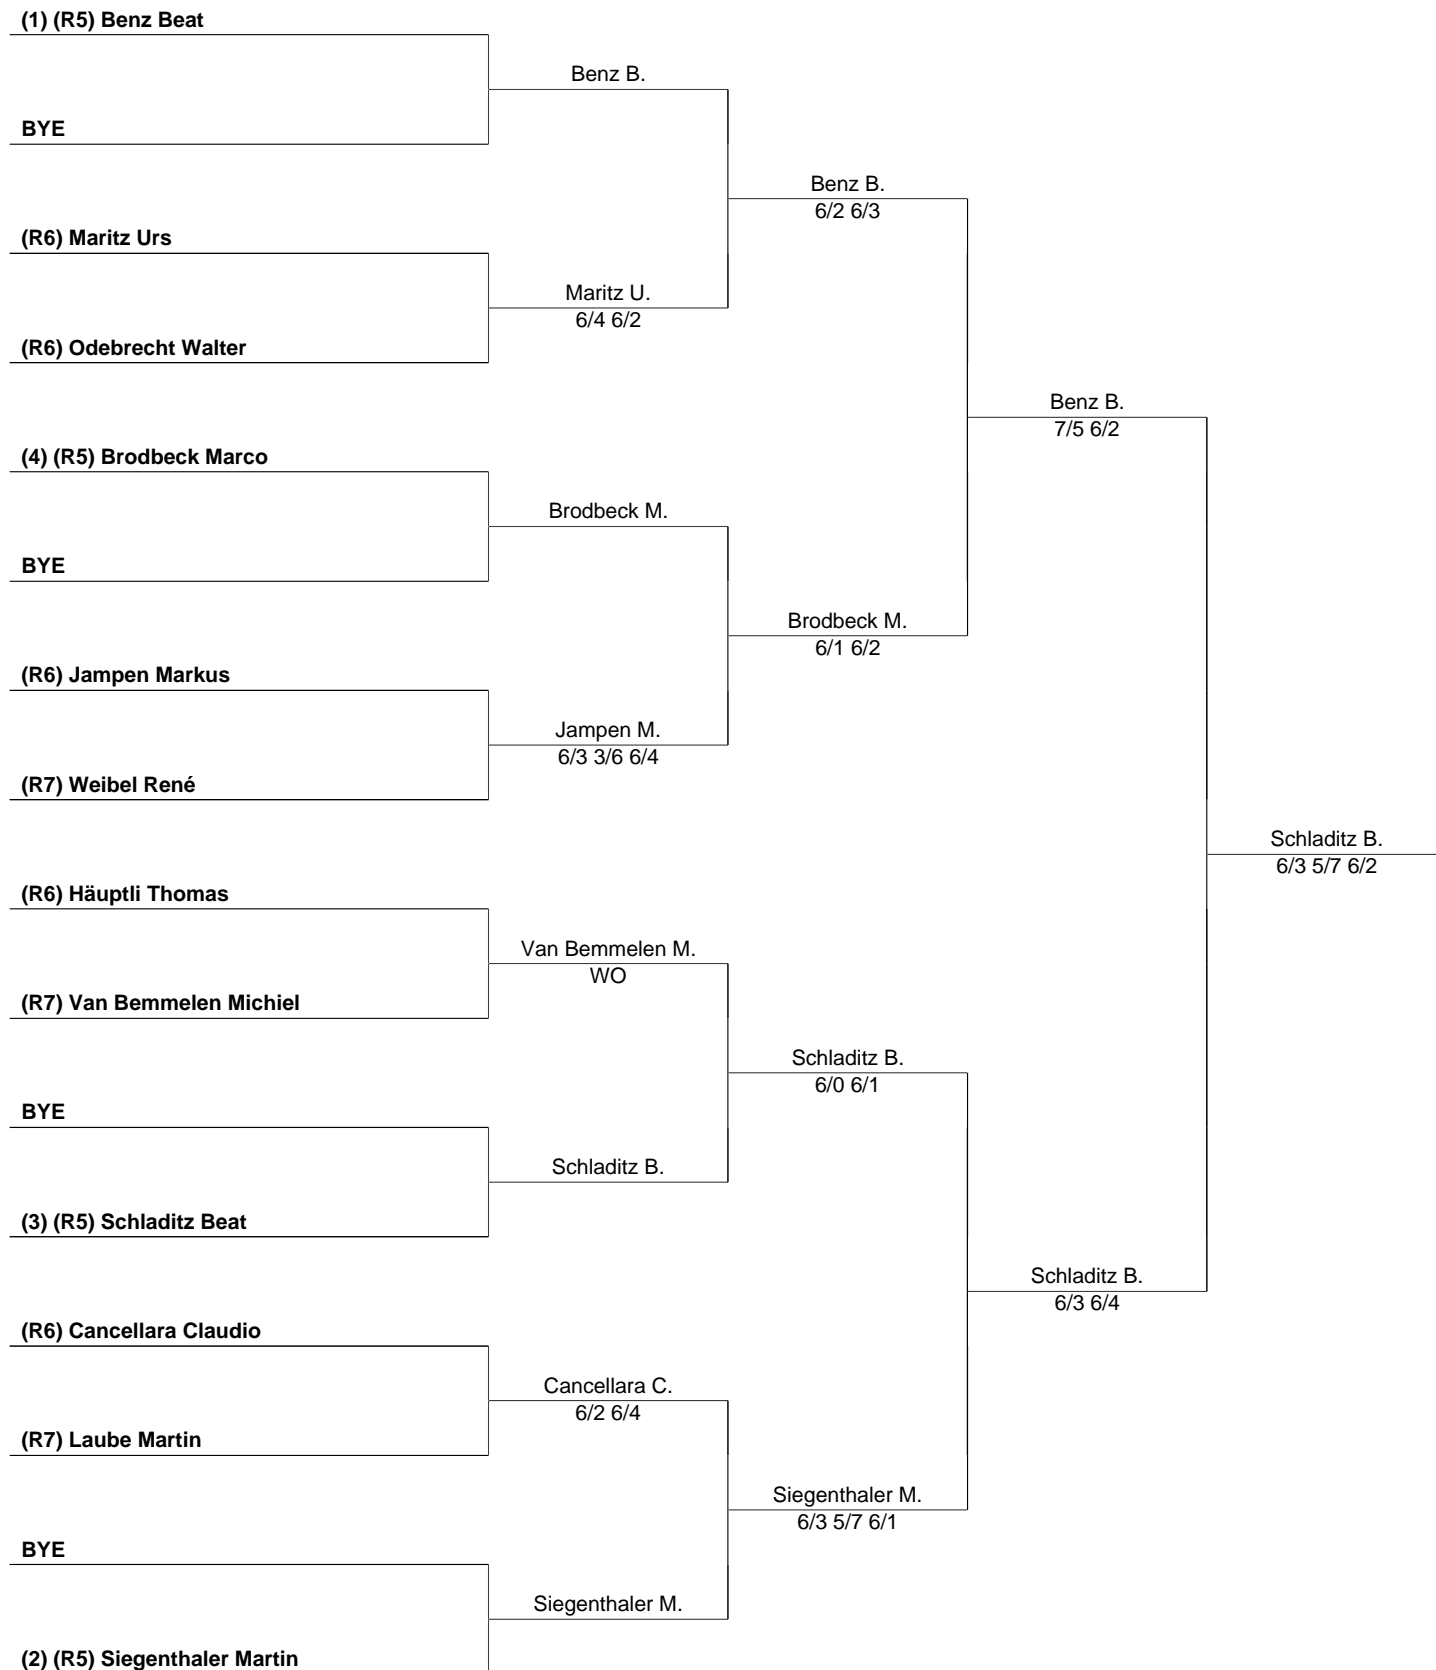 (1) (R5) Benz Beat
Benz B.
BYE
Benz B.
6/2 6/3
(R6) Maritz Urs
Maritz U.
6/4 6/2
(R6) Odebrecht Walter
Benz B.
7/5 6/2
(4) (R5) Brodbeck Marco
Brodbeck M.
BYE
Brodbeck M.
6/1 6/2
(R6) Jampen Markus
Jampen M.
6/3 3/6 6/4
(R7) Weibel René
Schladitz B.
6/3 5/7 6/2
(R6) Häuptli Thomas
Van Bemmelen M.
WO
(R7) Van Bemmelen Michiel
Schladitz B.
6/0 6/1
BYE
Schladitz B.
(3) (R5) Schladitz Beat
Schladitz B.
6/3 6/4
(R6) Cancellara Claudio
Cancellara C.
6/2 6/4
(R7) Laube Martin
Siegenthaler M.
6/3 5/7 6/1
BYE
Siegenthaler M.
(2) (R5) Siegenthaler Martin